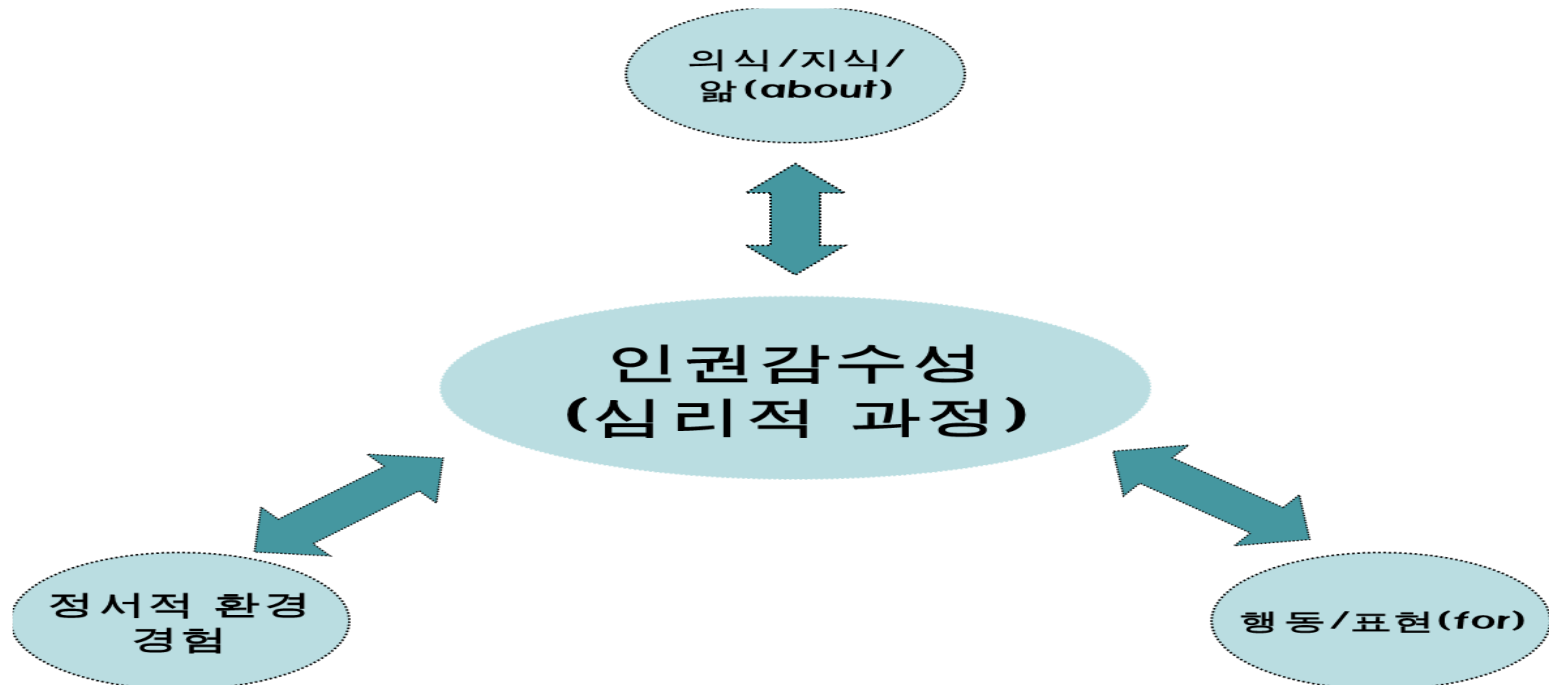 의식/지식/
앎(about)
인권감수성
(심리적 과정)
정서적 환경
경험
행동/표현(for)